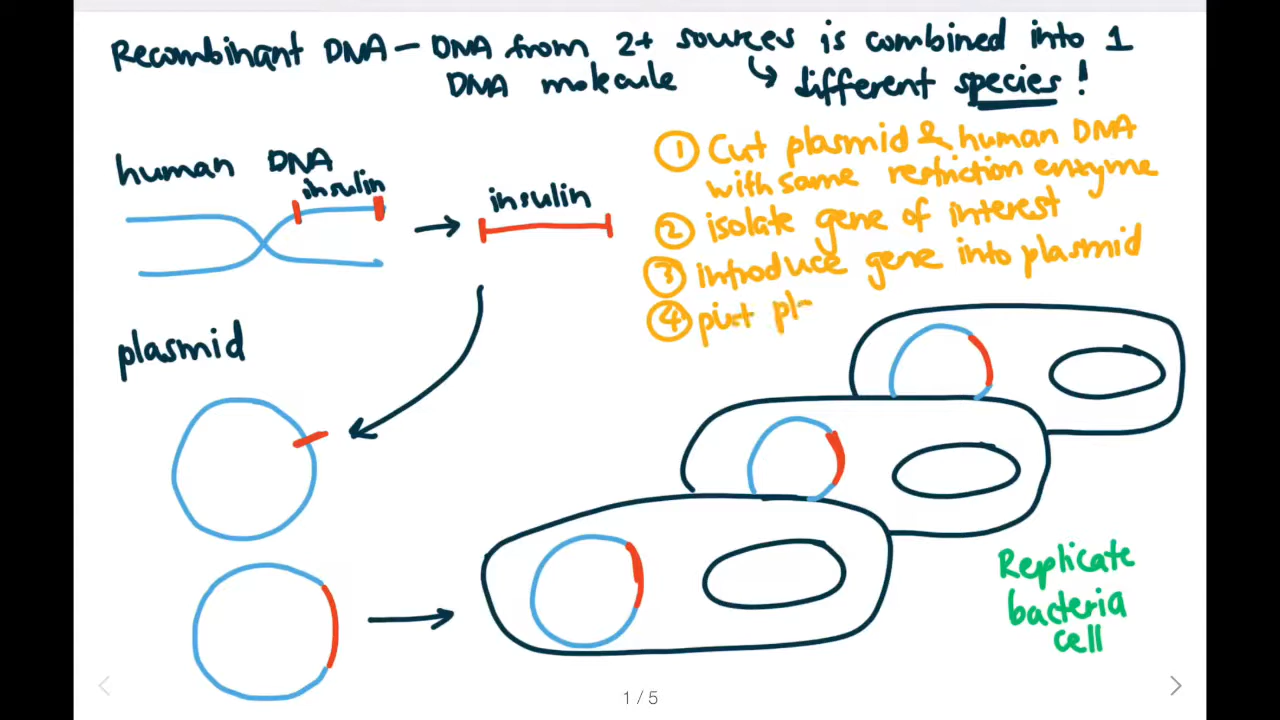 Recombinant DNA - DNA from 2+ sources is combined into 1
DNA molecule
different species!
human DNA
insulin
insulin
① Cut plasmid & human DNA
with same restriction enzyme
② isolate gene of interest
③ introduce gene into plasmid
④ put pl
plasmid
Replicate
bacteria
cell
1 / 5